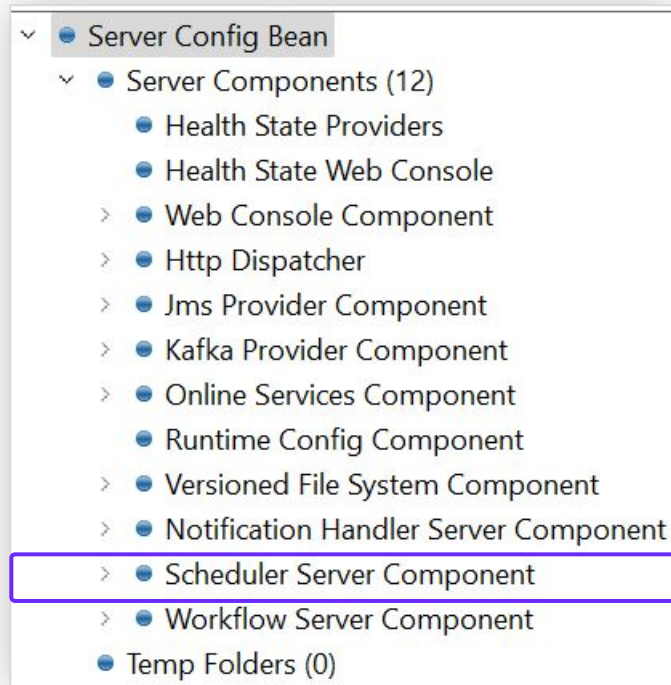 Server Config Bean
Server Components (12)
Health State Providers
Health State Web Console
Web Console Component
Http Dispatcher
Jms Provider Component
Kafka Provider Component
Online Services Component
Runtime Config Component
Versioned File System Component
Notification Handler Server Component
Scheduler Server Component
Workflow Server Component
Temp Folders (0)